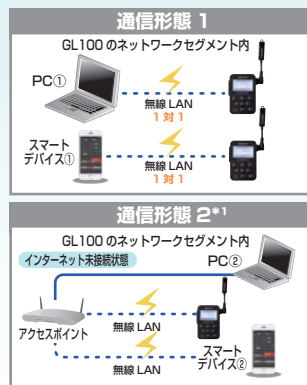 通信形態 1
GL100 のネットワークセグメント内
PC①
無線 LAN
1 対 1
スマート
デバイス①
無線 LAN
1 対 1
通信形態 2*1
GL100 のネットワークセグメント内
インターネット未接続状態
PC②
アクセスポイント
無線 LAN
無線 LAN
スマート
デバイス②